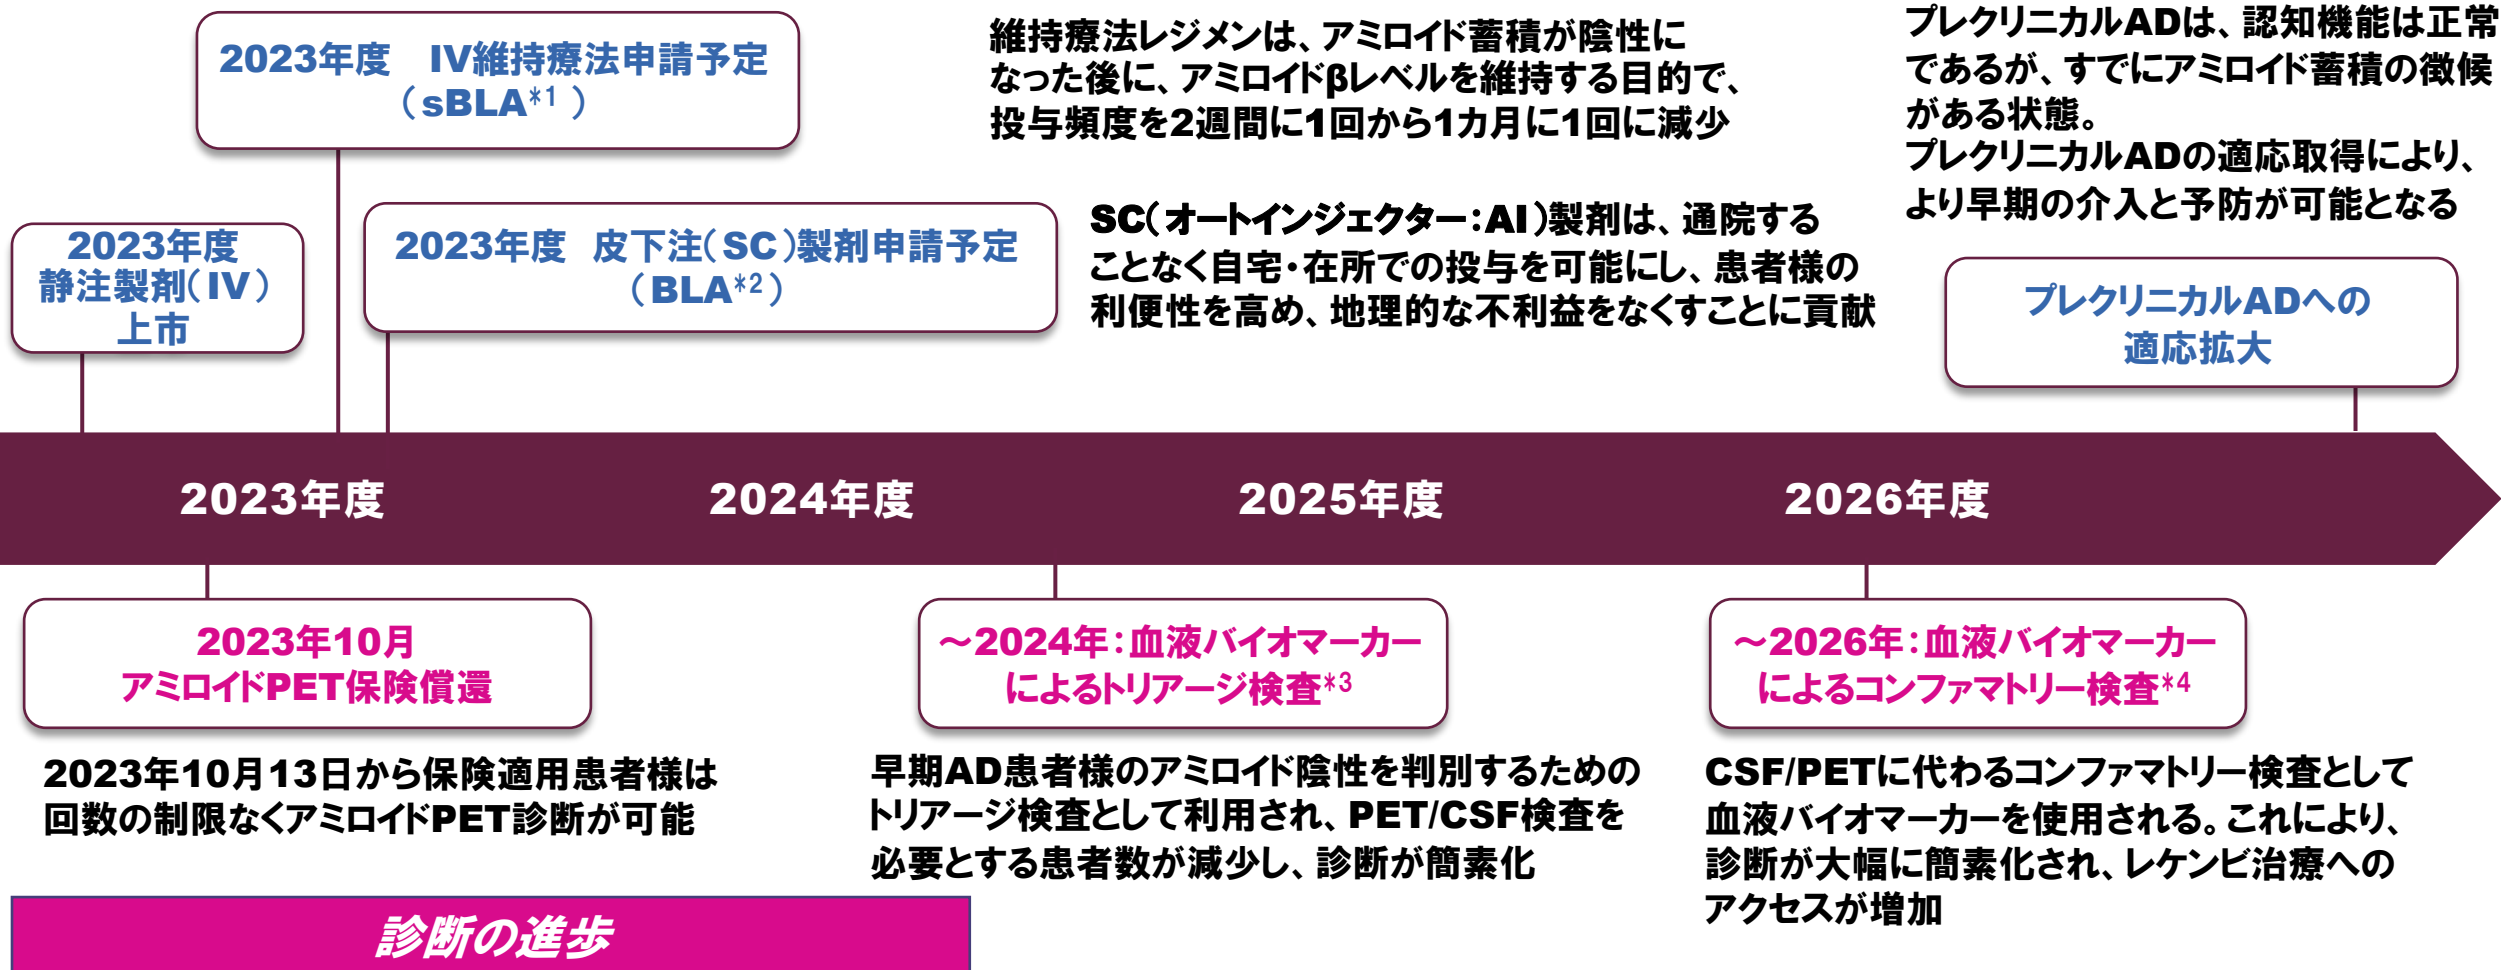 2023年度　IV維持療法申請予定
（sBLA*1）
維持療法レジメンは、アミロイド蓄積が陰性に
なった後に、アミロイドβレベルを維持する目的で、
投与頻度を2週間に1回から1カ月に1回に減少
プレクリニカルADは、認知機能は正常
であるが、すでにアミロイド蓄積の徴候
がある状態。
プレクリニカルADの適応取得により、
より早期の介入と予防が可能となる
2023年度
静注製剤（IV）
上市
2023年度　皮下注（SC）製剤申請予定
（BLA*2）
SC（オートインジェクター：AI）製剤は、通院する
ことなく自宅・在所での投与を可能にし、患者様の
利便性を高め、地理的な不利益をなくすことに貢献
プレクリニカルADへの
適応拡大
2023年度
2024年度
2025年度
2026年度
2023年10月
アミロイドPET保険償還
～2024年：血液バイオマーカー
によるトリアージ検査*3
～2026年：血液バイオマーカー
によるコンファマトリー検査*4
2023年10月13日から保険適用患者様は
回数の制限なくアミロイドPET診断が可能
早期AD患者様のアミロイド陰性を判別するための
トリアージ検査として利用され、PET/CSF検査を
必要とする患者数が減少し、診断が簡素化
CSF/PETに代わるコンファマトリー検査として
血液バイオマーカーを使用される。これにより、
診断が大幅に簡素化され、レケンビ治療への
アクセスが増加
診断の進歩